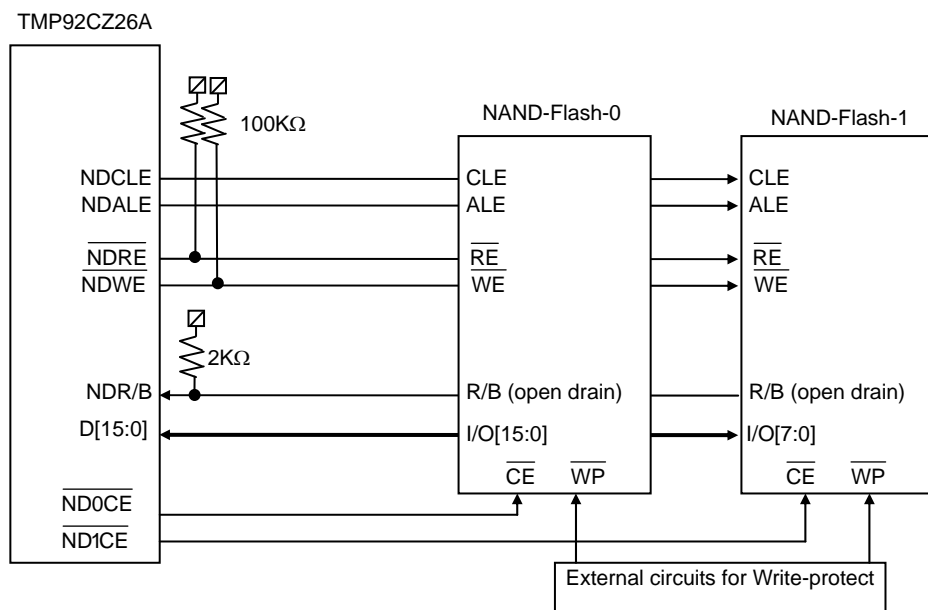 TMP92CZ26A
100KΩ
NAND-Flash-0
NAND-Flash-1
NDCLE
CLE
CLE
NDALE
ALE
ALE
NDRE
RE
RE
NDWE
WE
WE
2KΩ
NDR/B
R/B (open drain)
R/B (open drain)
D[15:0]
I/O[15:0]
I/O[7:0]
CE
WP
CE
WP
ND0CE
ND1CE
External circuits for Write-protect